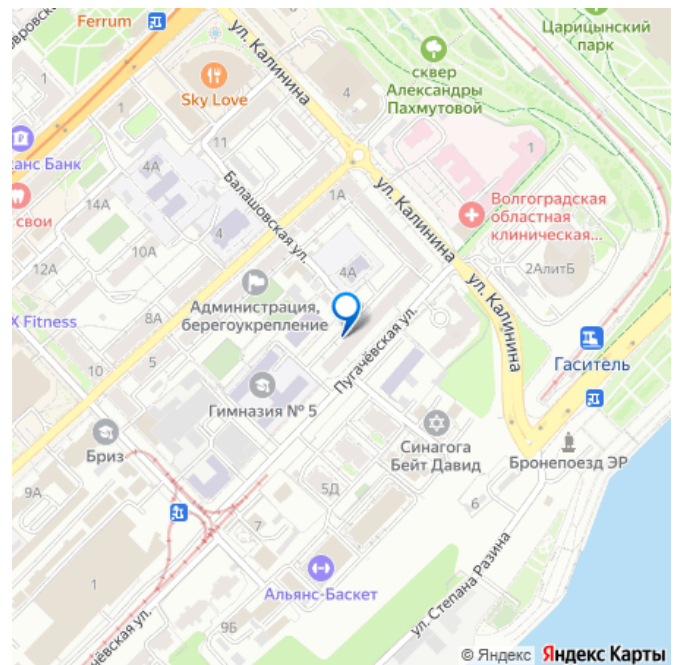 Ferrum
Царицынский
парк
ул. Калинина
сквер
Александры
Пахмутовой
Sky Love
4
1
11
1
анс Банк
4А
Балашовская ул.
ул. Калинина
свои
14А
1А
4
Волгоградская
областная
клиническая...
10А
12А
4А
2АлитБ
ул. Калинина
Администрация,
берегоукрепление
X Fitness
8А
Пугачёвская ул.
Гаситель
10
5
Гимназия № 5
Синагога
Бейт Давид
Бриз
Бронепоезд ЭР
9А
5Д
6
7
ул. Степана Разина
1
Альянс-Баскет
9Б
ёвская ул.
© Яндекс Яндекс Карты